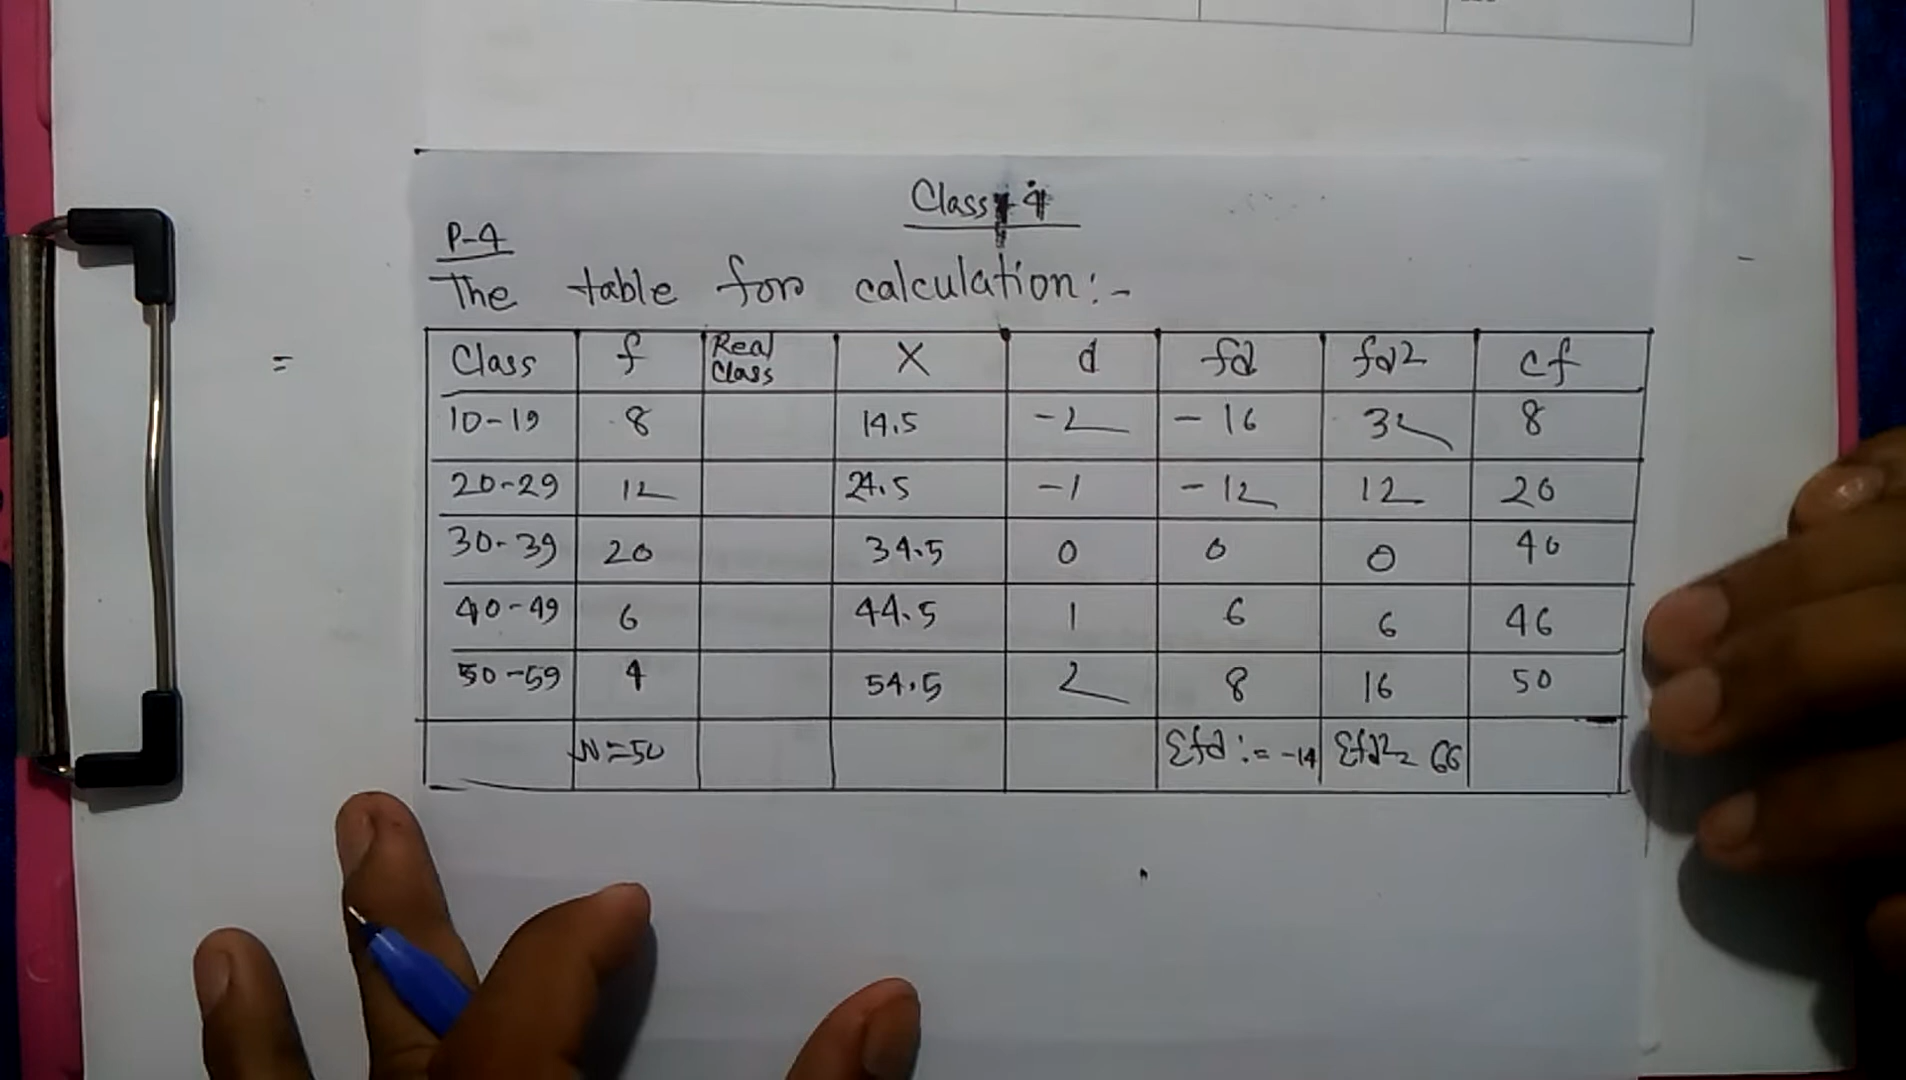 Class 4
P-4
The table for calculation:-
Class f Real Class X d fd fd2 cf
10-19 8 14.5 -2 -16 32 8
20-29 12 24.5 -1 -12 12 20
30-39 20 34.5 0 0 0 40
=
40-49 6 44.5 1 6 6 46
50-59 4 54.5 2 8 16 50
N=50 Σfd := -14 Σfd2= 66